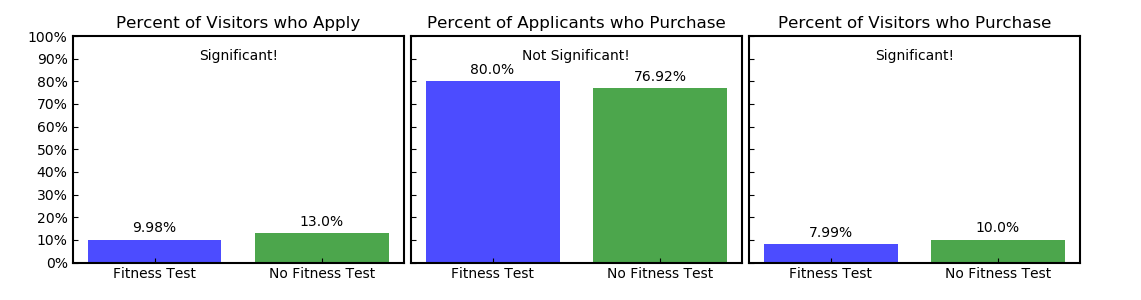 Percent of Visitors who Apply
Percent of Applicants who Purchase
Percent of Visitors who Purchase
100%
90%
80%
70%
60%
50%
40%
30%
20%
10%
0%
Significant!
9.98%
13.0%
Fitness Test
No Fitness Test
Not Significant!
80.0%
76.92%
Fitness Test
No Fitness Test
Significant!
7.99%
10.0%
Fitness Test
No Fitness Test